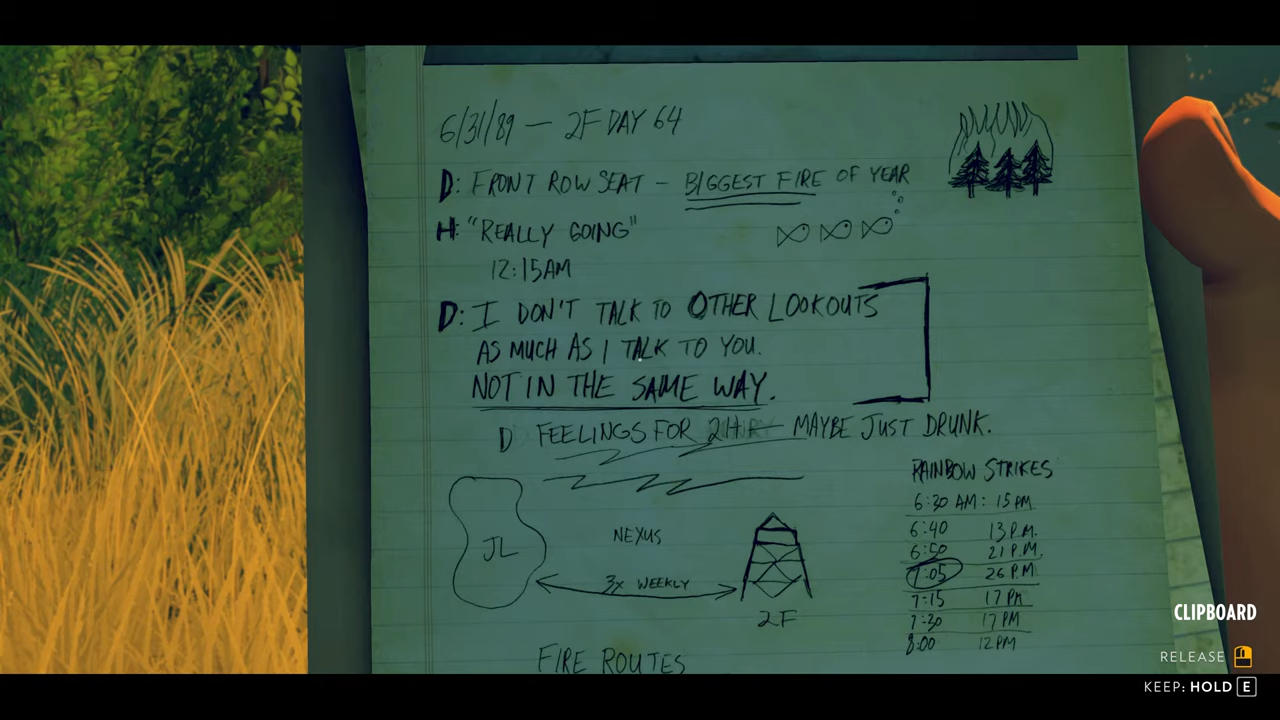 6/31/89 — 2F DAY 64
D: FRONT ROW SEAT — BIGGEST FIRE OF YEAR
H: "REALLY GOING"
12:15AM
D: I DON'T TALK TO OTHER LOOKOUTS
AS MUCH AS I TALK TO YOU.
NOT IN THE SAME WAY.
D FEELINGS FOR MAYBE JUST DRUNK.
RAINBOW STRIKES
6:30 AM: 15 PM
6:40 13 P.M.
6:50 21 P.M.
7:05 26 P.M
7:15 17 PM
7:30 17 PM
8:00 12 PM
JL
NEXUS
3X WEEKLY
2F
FIRE ROUTES
CLIPBOARD
RELEASE
KEEP: HOLD E